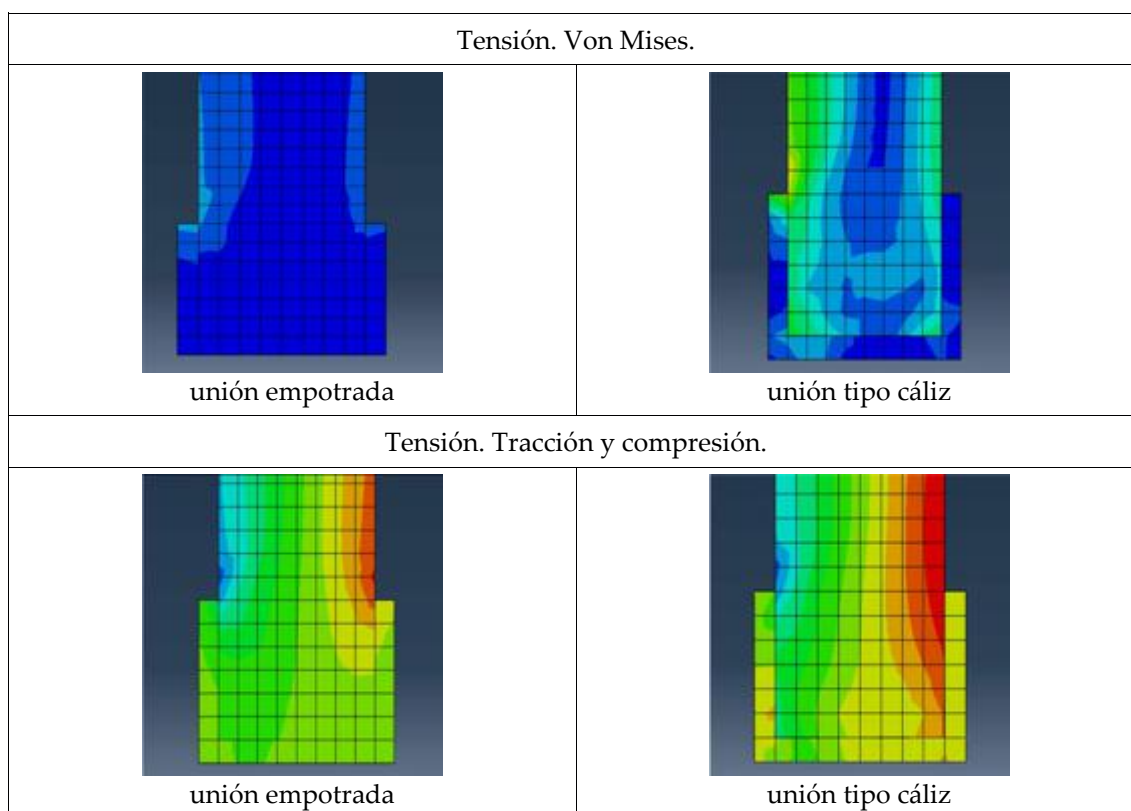 Tensión. Von Mises.
unión empotrada
unión tipo cáliz
Tensión. Tracción y compresión.
unión empotrada
unión tipo cáliz